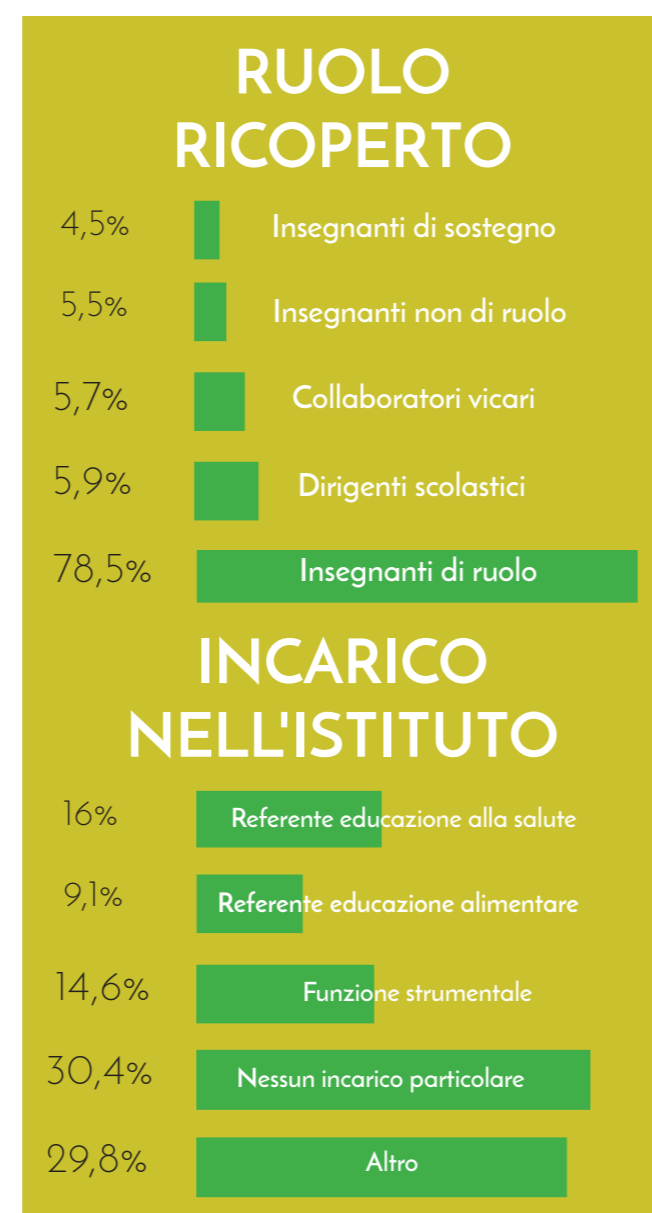 RUOLO
RICOPERTO
4,5% Insegnanti di sostegno
5,5% Insegnanti non di ruolo
5,7% Collaboratori vicari
5,9% Dirigenti scolastici
78,5% Insegnanti di ruolo
INCARICO
NELL'ISTITUTO
16% Referente educazione alla salute
9,1% Referente educazione alimentare
14,6% Funzione strumentale
30,4% Nessun incarico particolare
29,8% Altro